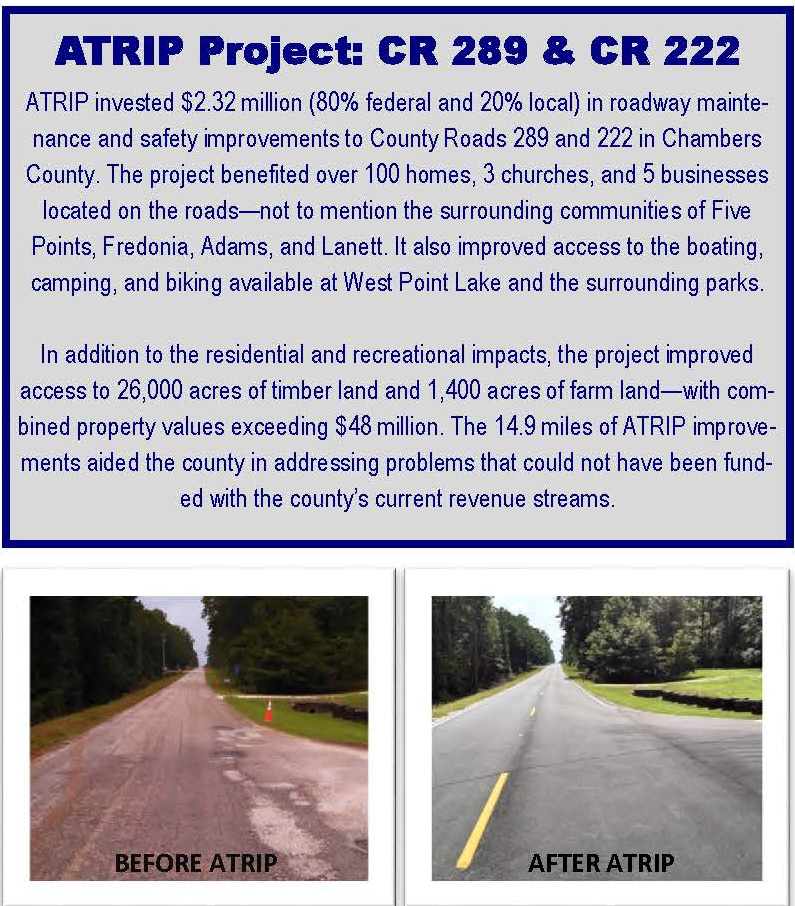 ATRIP Project: CR 289 & CR 222
ATRIP invested $2.32 million (80% federal and 20% local) in roadway mainte-
nance and safety improvements to County Roads 289 and 222 in Chambers
County. The project benefited over 100 homes, 3 churches, and 5 businesses
located on the roads—not to mention the surrounding communities of Five
Points, Fredonia, Adams, and Lanett. It also improved access to the boating,
camping, and biking available at West Point Lake and the surrounding parks.
In addition to the residential and recreational impacts, the project improved
access to 26,000 acres of timber land and 1,400 acres of farm land—with com-
bined property values exceeding $48 million. The 14.9 miles of ATRIP improve-
ments aided the county in addressing problems that could not have been fund-
ed with the county's current revenue streams.
BEFORE ATRIP
AFTER ATRIP